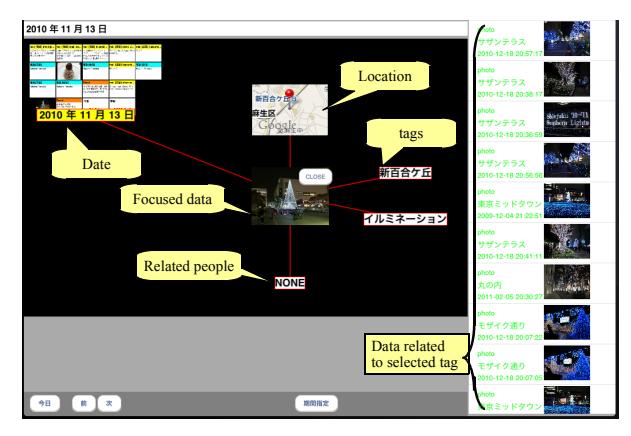 2010 年 11 月 13 日
2010 年 11 月 13 日
Date
Location
新百合ケ丘
麻生区
Google
tags
新百合ケ丘
イルミネーション
CLOSE
Focused data
Related people
NONE
Data related
to selected tag
今日
前
次
期間指定
photo
サザンテラス
2010-12-18 20:57:17
photo
サザンテラス
2010-12-18 20:38:17
photo
サザンテラス
2010-12-18 20:36:59
photo
サザンテラス
2010-12-18 20:56:56
photo
東京ミッドタウン
2009-12-04 21:22:51
photo
サザンテラス
2010-12-18 20:41:11
photo
丸の内
2011-02-05 20:30:27
photo
モザイク通り
2010-12-18 20:07:22
photo
モザイク通り
2010-12-18 20:07:05
photo
東京ミッドタウン